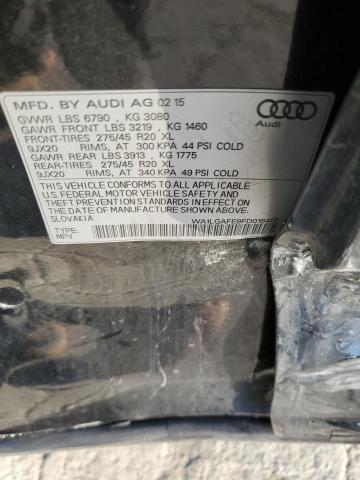 MFD. BY AUDI AG 02 15
GVWR LBS 6790 , KG 3080
GAWR FRONT LBS 3219 , KG 1460
FRONT-TIRES 275/45 R20 XL
9JX20 RIMS, AT 300 KPA 44 PSI COLD
GAWR REAR LBS 3913 , KG 1775
REAR-TIRES 275/45 R20 XL
9JX20 RIMS, AT 340 KPA 49 PSI COLD
THIS VEHICLE CONFORMS TO ALL APPLICABLE
U.S. FEDERAL MOTOR VEHICLE SAFETY, BUMPER, AND
THEFT PREVENTION STANDARDS IN EFFECT ON THE
DATE OF MANUFACTURE SHOWN ABOVE.
SLOVAKIA
TYPE:
MPV
Audi